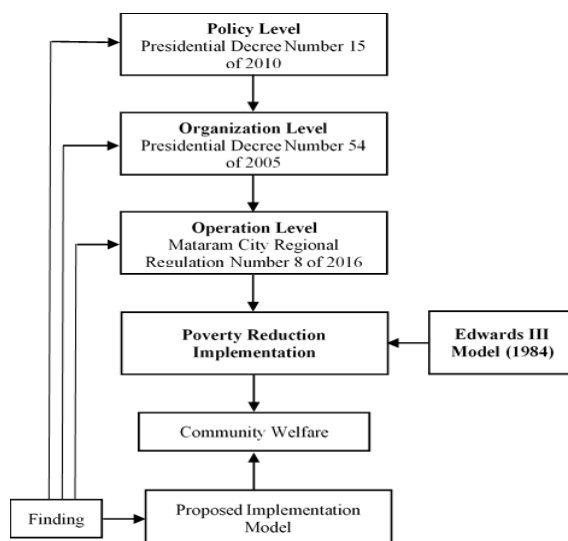 Policy Level
Presidential Decree Number 15
of 2010
Organization Level
Presidential Decree Number 54
of 2005
Operation Level
Mataram City Regional
Regulation Number 8 of 2016
Poverty Reduction
Implementation
Edwards III
Model (1984)
Community Welfare
Finding
Proposed Implementation
Model